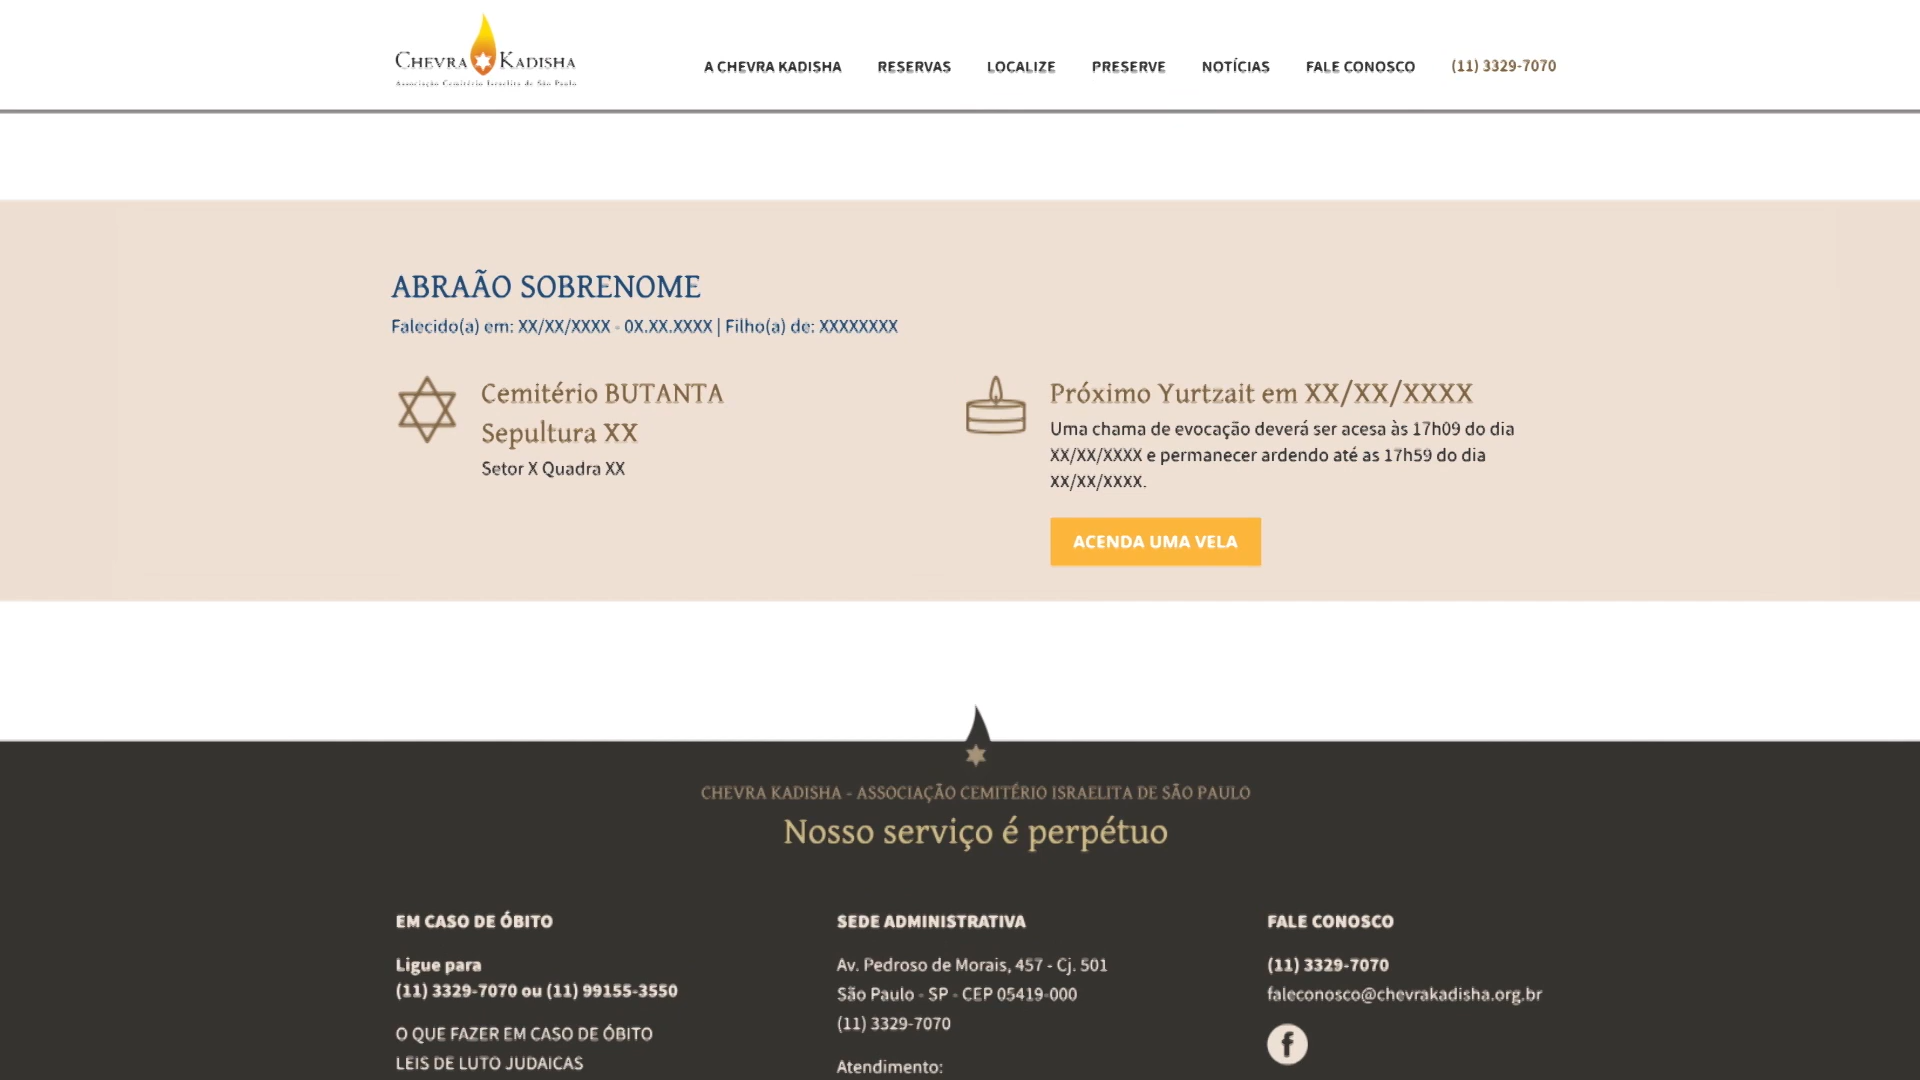 CHEVRA KADISHA
Associação Cemitério Israelita de São Paulo
A CHEVRA KADISHA RESERVAS LOCALIZE PRESERVE NOTÍCIAS FALE CONOSCO (11) 3329-7070
ABRAÃO SOBRENOME
Falecido(a) em: XX/XX/XXXX - 0X.XX.XXXX | Filho(a) de: XXXXXXXX
Cemitério BUTANTA
Sepultura XX
Setor X Quadra XX
Próximo Yurtzait em XX/XX/XXXX
Uma chama de evocação deverá ser acesa às 17h09 do dia
XX/XX/XXXX e permanecer ardendo até as 17h59 do dia
XX/XX/XXXX.
ACENDA UMA VELA
CHEVRA KADISHA - ASSOCIAÇÃO CEMITÉRIO ISRAELITA DE SÃO PAULO
Nosso serviço é perpétuo
EM CASO DE ÓBITO
Ligue para
(11) 3329-7070 ou (11) 99155-3550
O QUE FAZER EM CASO DE ÓBITO
LEIS DE LUTO JUDAICAS
SEDE ADMINISTRATIVA
Av. Pedroso de Morais, 457 - Cj. 501
São Paulo - SP - CEP 05419-000
(11) 3329-7070
Atendimento:
FALE CONOSCO
(11) 3329-7070
faleconosco@chevrakadisha.org.br